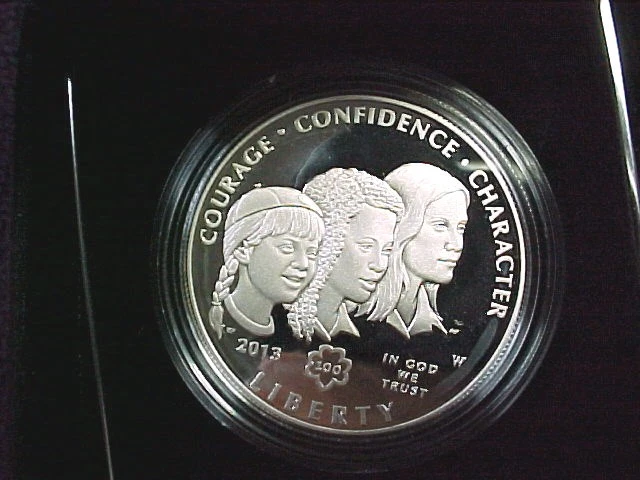 COURAGE · CONFIDENCE · CHARACTER
2013
100
IN GOD
WE
TRUST
W
LIBERTY